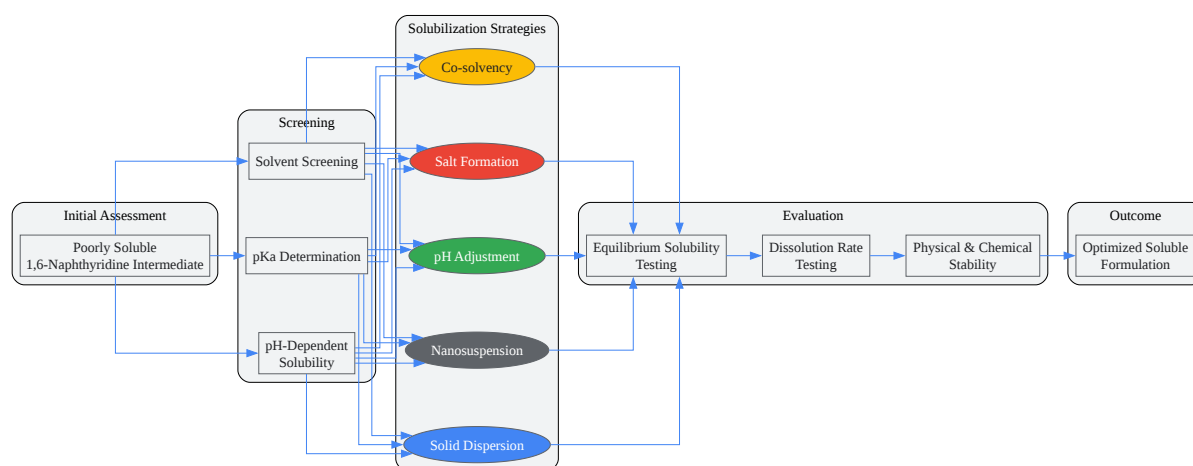 Solubilization Strategies
Co-solvency
Screening
Solvent Screening
Salt Formation
Initial Assessment
Evaluation
Outcome
Poorly Soluble
1,6-Naphthyridine Intermediate
pKa Determination
pH Adjustment
Equilibrium Solubility
Testing
Dissolution Rate
Testing
Physical & Chemical
Stability
Optimized Soluble
Formulation
pH-Dependent
Solubility
Nanosuspension
Solid Dispersion